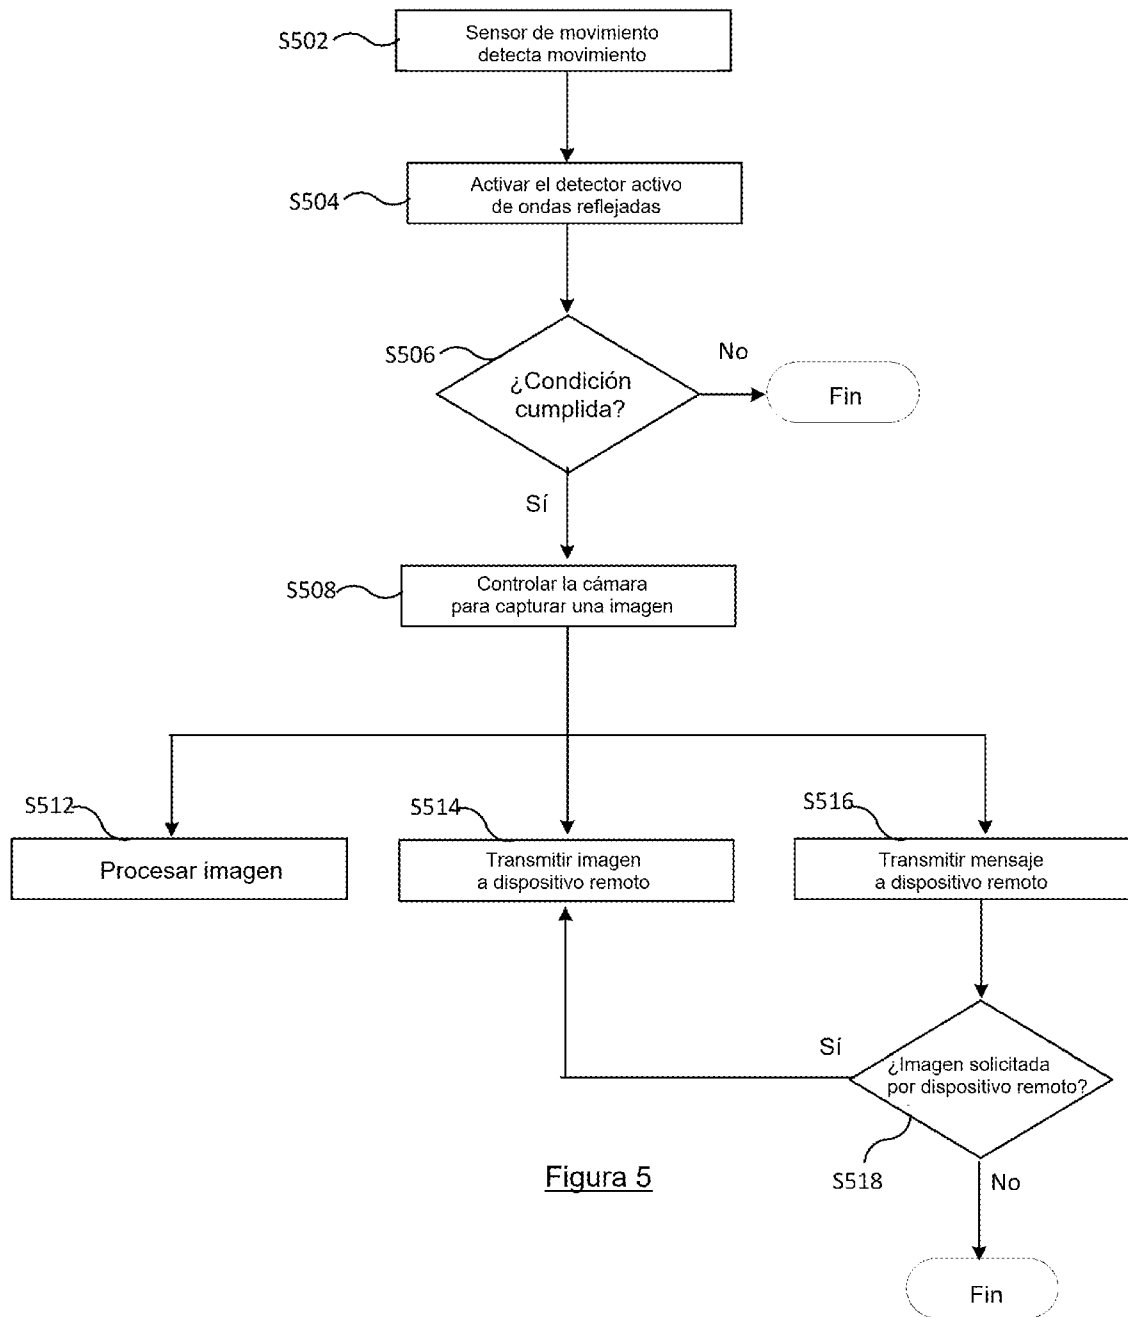 S502
Sensor de movimiento
detecta movimiento
S504
Activar el detector activo
de ondas reflejadas
S506
¿Condición
cumplida?
No
Fin
Sí
S508
Controlar la cámara
para capturar una imagen
S512
Procesar imagen
S514
Transmitir imagen
a dispositivo remoto
S516
Transmitir mensaje
a dispositivo remoto
Sí
¿Imagen solicitada
por dispositivo remoto?
S518
No
Fin
Figura 5